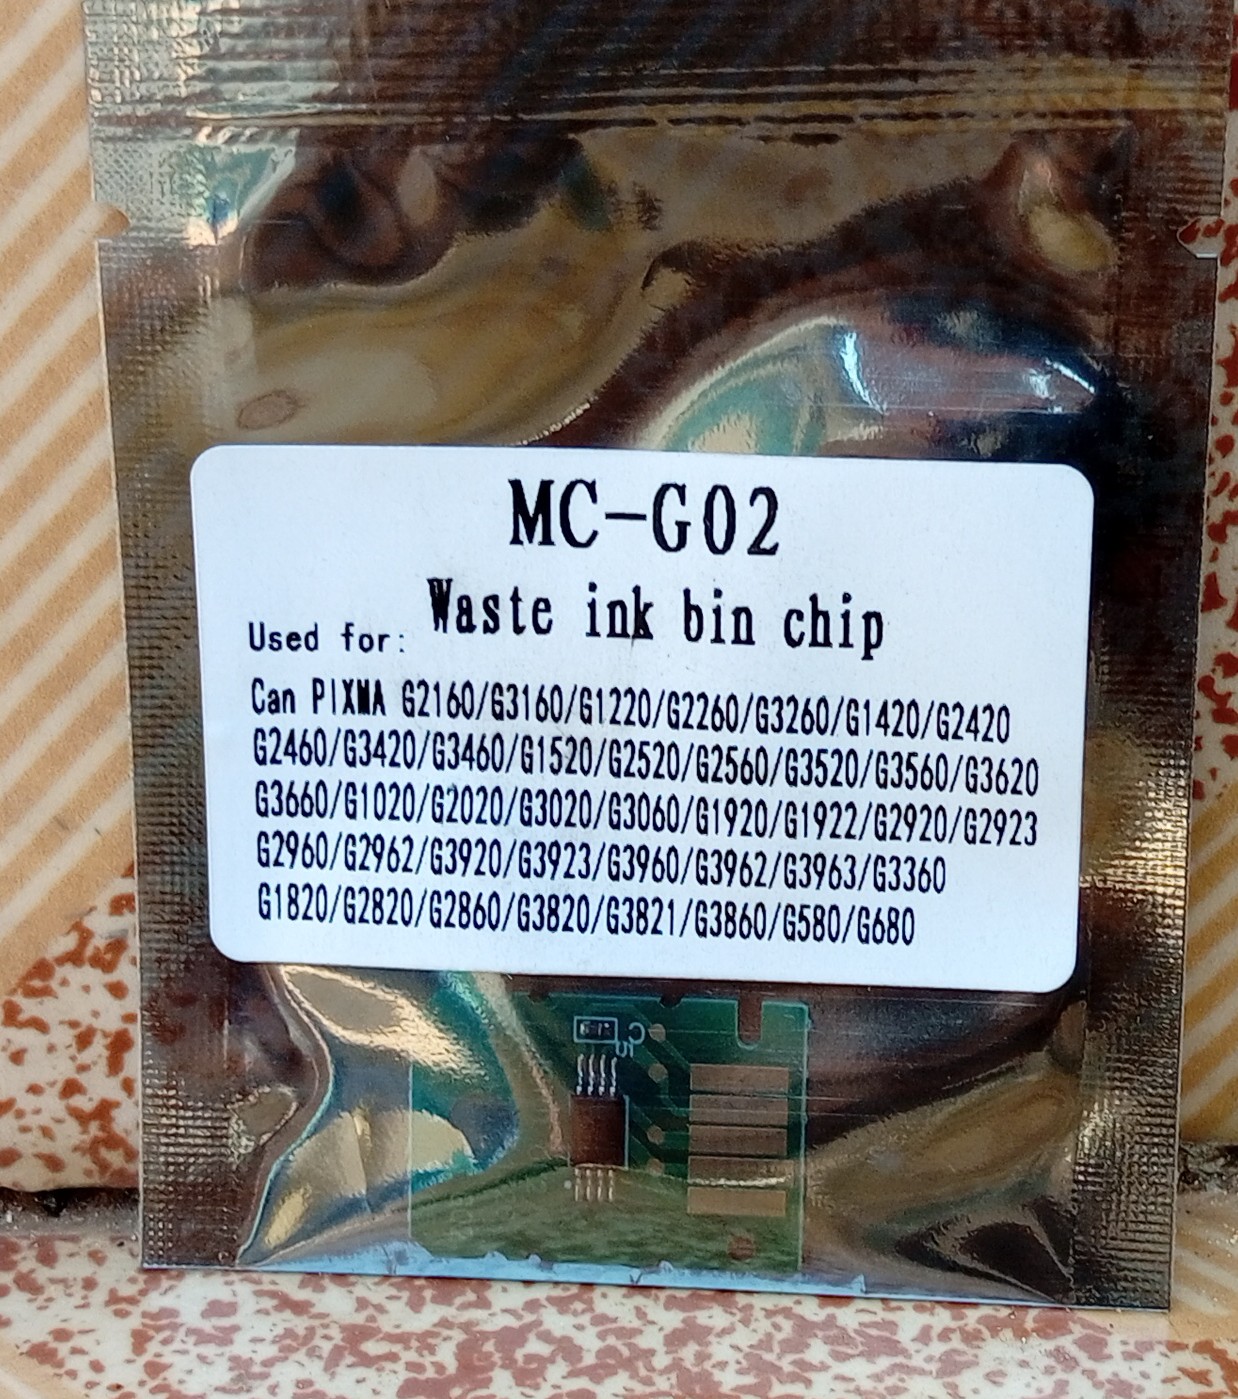 MC-G02
Waste ink bin chip
Used for:
Can PIXMA G2160/G3160/G1220/G2260/G3260/G1420/G2420
G2460/G3420/G3460/G1520/G2520/G2560/G3520/G3560/G3620
G3660/G1020/G2020/G3020/G3060/G1920/G1922/G2920/G2923
G2960/G2962/G3920/G3923/G3960/G3962/G3963/G3360
G1820/G2820/G2860/G3820/G3821/G3860/G580/G680